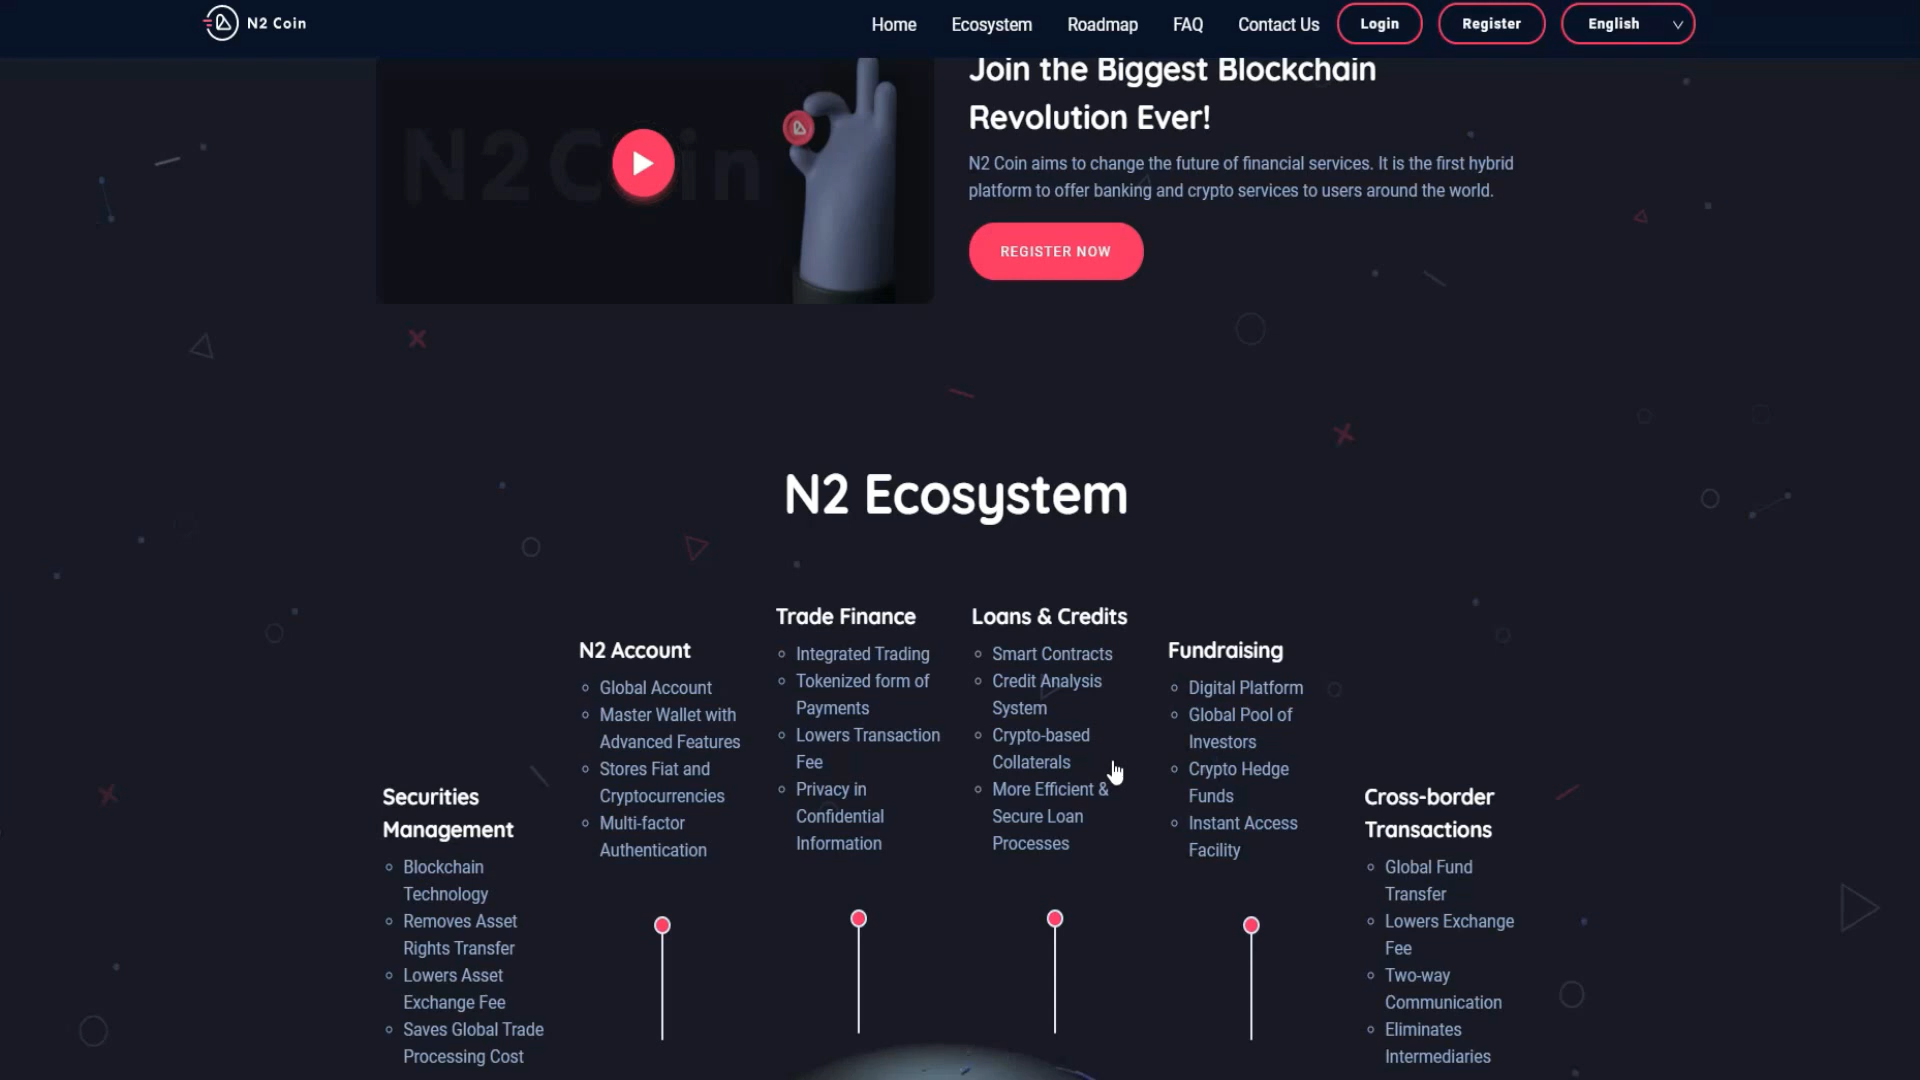 N2 Coin
Home
Ecosystem
Roadmap
FAQ
Contact Us
Login
Register
English
N2 Coin
Join the Biggest Blockchain
Revolution Ever!
N2 Coin aims to change the future of financial services. It is the first hybrid
platform to offer banking and crypto services to users around the world.
REGISTER NOW
N2 Ecosystem
Securities
Management
Blockchain
Technology
Removes Asset
Rights Transfer
Lowers Asset
Exchange Fee
Saves Global Trade
Processing Cost
N2 Account
Global Account
Master Wallet with
Advanced Features
Stores Fiat and
Cryptocurrencies
Multi-factor
Authentication
Trade Finance
Integrated Trading
Tokenized form of
Payments
Lowers Transaction
Fee
Privacy in
Confidential
Information
Loans & Credits
Smart Contracts
Credit Analysis
System
Crypto-based
Collaterals
More Efficient &
Secure Loan
Processes
Fundraising
Digital Platform
Global Pool of
Investors
Crypto Hedge
Funds
Instant Access
Facility
Cross-border
Transactions
Global Fund
Transfer
Lowers Exchange
Fee
Two-way
Communication
Eliminates
Intermediaries